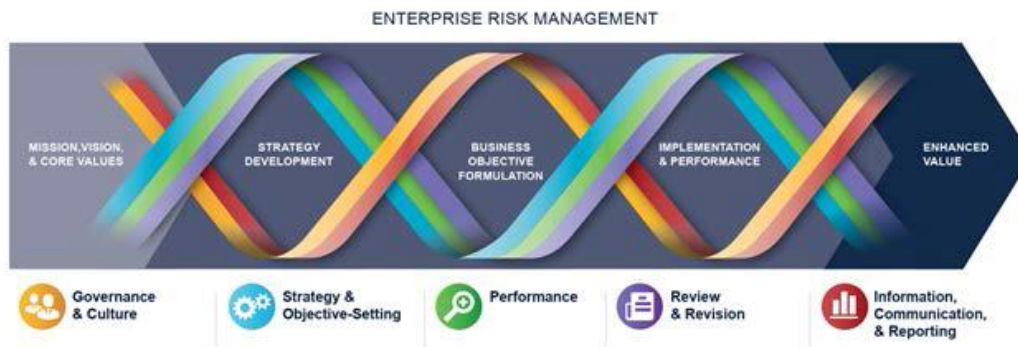 ENTERPRISE RISK MANAGEMENT
MISSION,VISION,
& CORE VALUES
STRATEGY
DEVELOPMENT
BUSINESS
OBJECTIVE
FORMULATION
IMPLEMENTATION
& PERFORMANCE
ENHANCED
VALUE
Governance
& Culture
Strategy &
Objective-Setting
Performance
Review
& Revision
Information,
Communication,
& Reporting